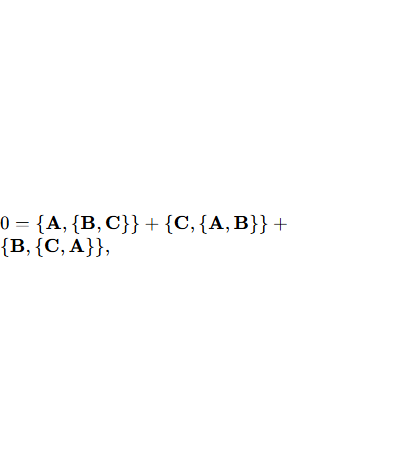 0 = {𝐀, {𝐁, 𝐂}} + {𝐂, {𝐀, 𝐁}} +
{𝐁, {𝐂, 𝐀}},